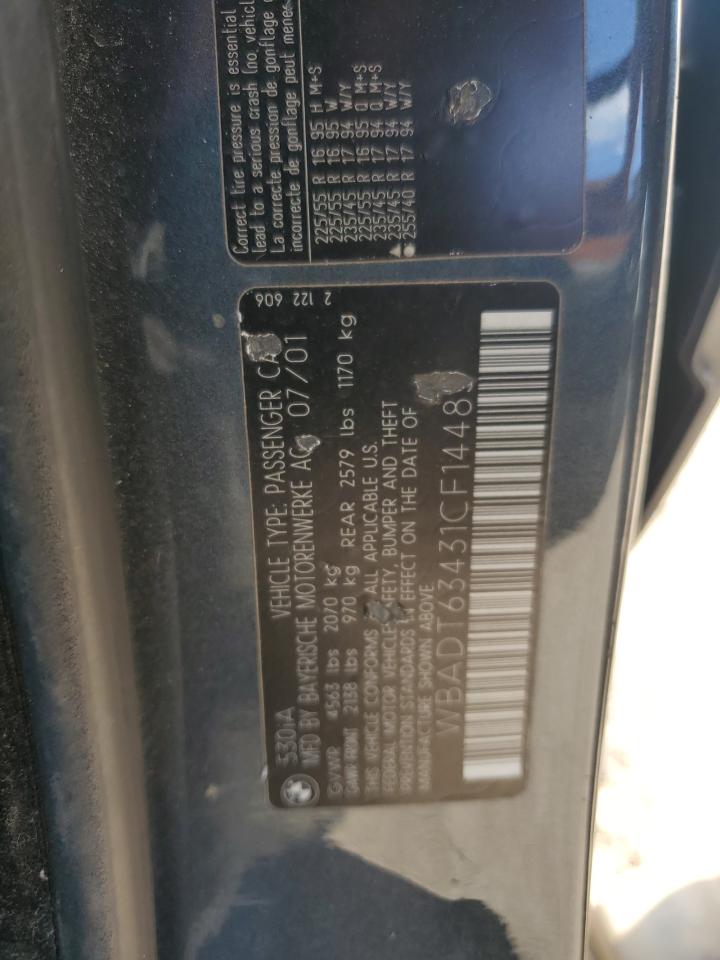 530iA VEHICLE TYPE: PASSENGER CA
MFD BY BAYERISCHE MOTORENWERKE AG 07/01
GVWR 4563 lbs 2070 kg
GAWR FRONT 2138 lbs 970 kg REAR 2579 lbs 1170 kg
THIS VEHICLE CONFORMS ALL APPLICABLE U.S.
FEDERAL MOTOR VEHICLE SAFETY, BUMPER AND THEFT
PREVENTION STANDARDS IN EFFECT ON THE DATE OF
MANUFACTURE SHOWN ABOVE.
WBADT63431CF1448
2 122 606
Correct tire pressure is essential
lead to a serious crash (no vehicl
La correcte pression de gonflage
incorrecte de gonflage peut mener
225/55 R 16 95 H M+S
225/55 R 16 95 W
235/45 R 17 94 W/Y
225/55 R 16 95 Q M+S
235/45 R 17 94 Q M+S
235/45 R 17 94 W/Y
255/40 R 17 94 W/Y